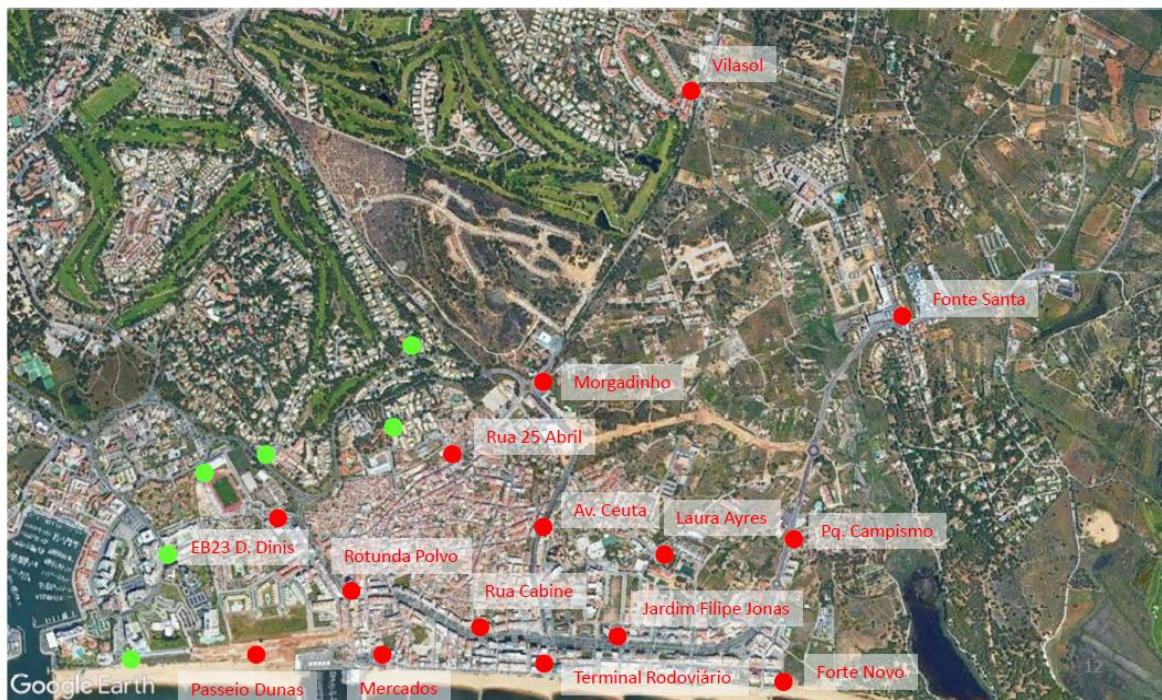 Vilasol
Fonte Santa
Morgadinho
Rua 25 Abril
Av. Ceuta
Laura Ayres
Pq. Campismo
EB23 D. Dinis
Rotunda Polvo
Rua Cabine
Jardim Filipe Jonas
Passeio Dunas
Mercados
Terminal Rodoviário
Forte Novo
12
Google Earth